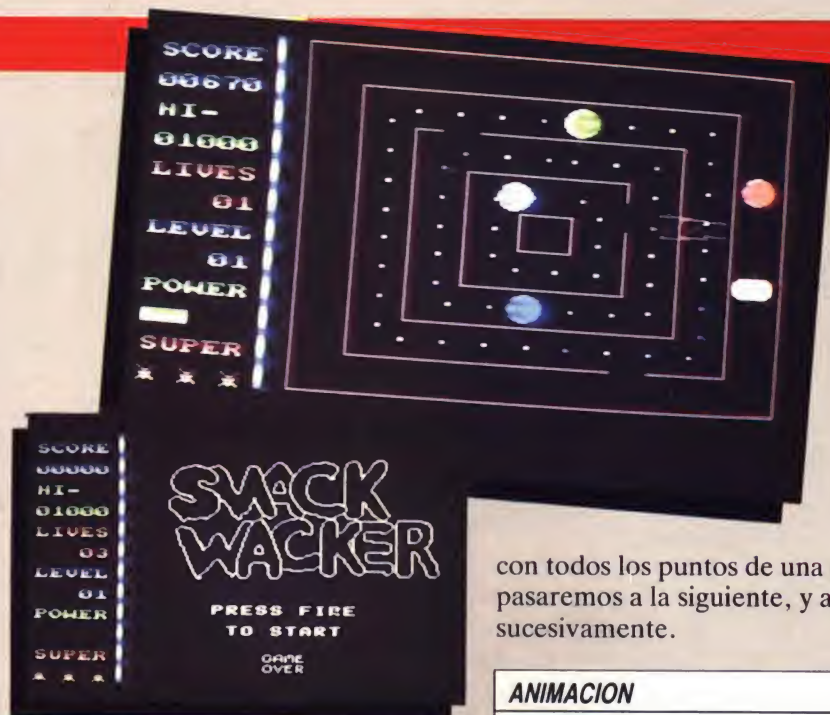 SCORE
00670
HI-
01000
LIVES
01
LEVEL
01
POWER
SUPER
SCORE
00000
HI-
01000
LIVES
03
LEVEL
01
POWER
SUPER
SMACK
WACKER
PRESS FIRE
TO START
GAME
OVER
con todos los puntos de una
pasaremos a la siguiente, y a
sucesivamente.
ANIMACION